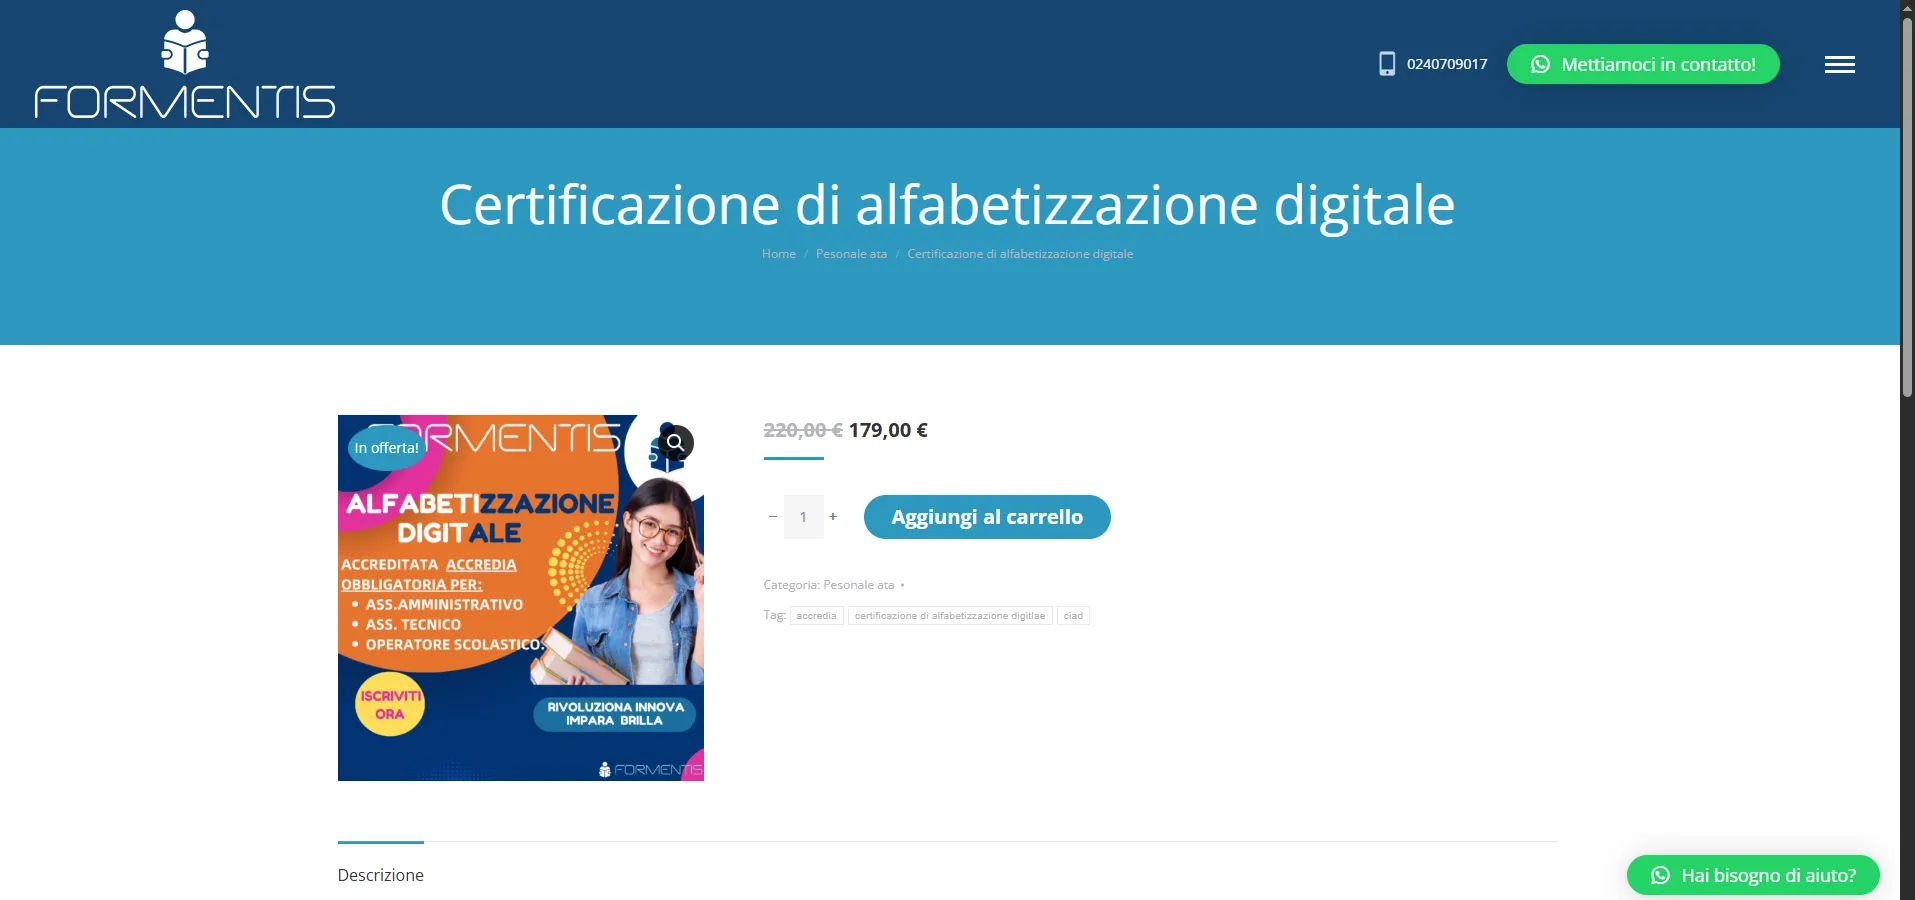 FORMENTIS
0240709017
Mettiamoci in contatto!
Certificazione di alfabetizzazione digitale
Home / Pesonale ata / Certificazione di alfabetizzazione digitale
In offerta!
FORMENTIS
ALFABETIZZAZIONE
DIGITALE
ACCREDITATA ACCREDIA
OBBLIGATORIA PER:
• ASS.AMMINISTRATIVO
• ASS. TECNICO
• OPERATORE SCOLASTICO.
ISCRIVITI
ORA
RIVOLUZIONA INNOVA
IMPARA BRILLA
FORMENTIS
220,00 € 179,00 €
− 1 +
Aggiungi al carrello
Categoria: Pesonale ata •
Tag: accredia certificazione di alfabetizzazione digitlae ciad
Descrizione
Hai bisogno di aiuto?